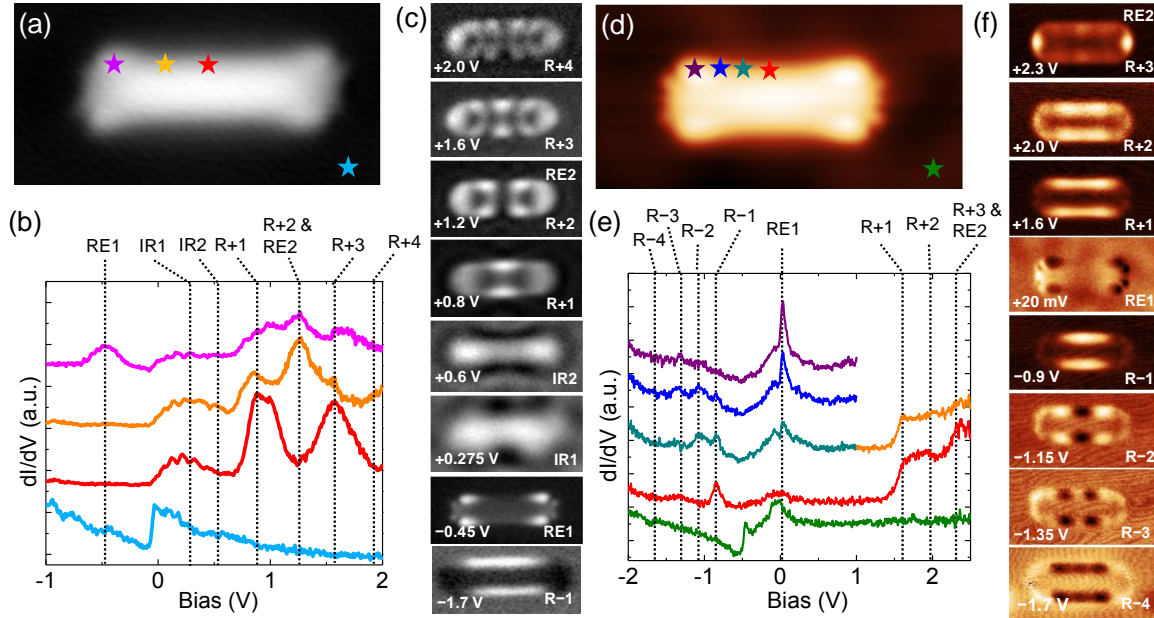 (a)
(b)
RE1
IR1
IR2
R+1
R+2 &
RE2
R+3
R+4
dI/dV (a.u.)
-1
0
1
2
Bias (V)
(c)
+2.0 V
R+4
+1.6 V
R+3
RE2
+1.2 V
R+2
+0.8 V
R+1
+0.6 V
IR2
+0.275 V
IR1
−0.45 V
RE1
−1.7 V
R−1
(d)
(e)
R−4
R−3
R−2
R−1
RE1
R+1
R+2
R+3 &
RE2
dI/dV (a.u.)
-2
-1
0
1
2
Bias (V)
(f)
RE2
+2.3 V
R+3
+2.0 V
R+2
+1.6 V
R+1
+20 mV
RE1
−0.9 V
R−1
−1.15 V
R−2
−1.35 V
R−3
−1.7 V
R−4